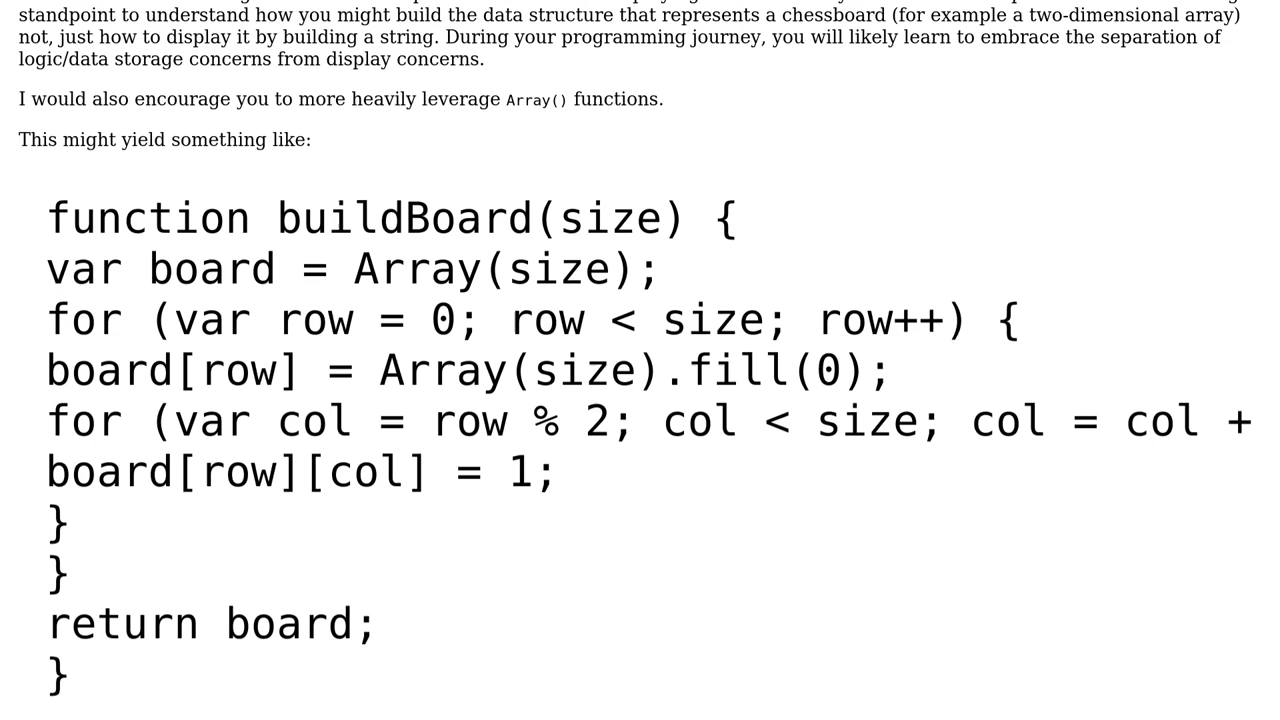 standpoint to understand how you might build the data structure that represents a chessboard (for example a two-dimensional array)
not, just how to display it by building a string. During your programming journey, you will likely learn to embrace the separation of
logic/data storage concerns from display concerns.
I would also encourage you to more heavily leverage Array() functions.
This might yield something like:
function buildBoard(size) {
var board = Array(size);
for (var row = 0; row < size; row++) {
board[row] = Array(size).fill(0);
for (var col = row % 2; col < size; col = col +
board[row][col] = 1;
}
}
return board;
}